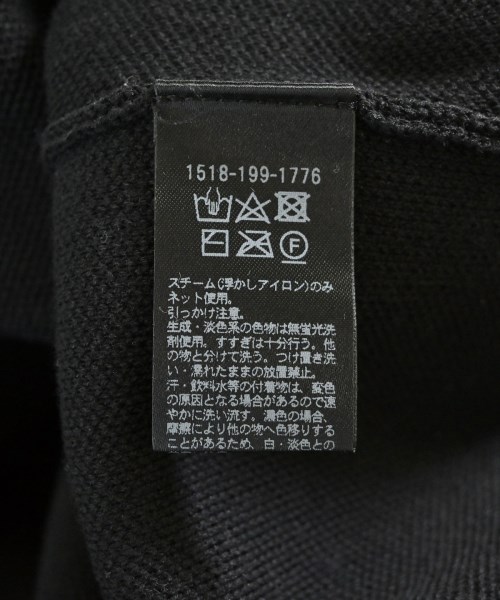 1518-199-1776
F
スチーム(浮かしアイロン)のみ
ネット使用。
引っかけ注意。
生成・淡色系の色物は無蛍光洗
剤使用。すすぎは十分行う。他
の物と分けて洗う。つけ置き洗
い・濡れたままの放置禁止。
汗・飲料水等の付着物は、変色
の原因となる場合があるので速
やかに洗い流す。濃色の場合、
摩擦により他の物へ色移りする
ことがあるため、白・淡色との